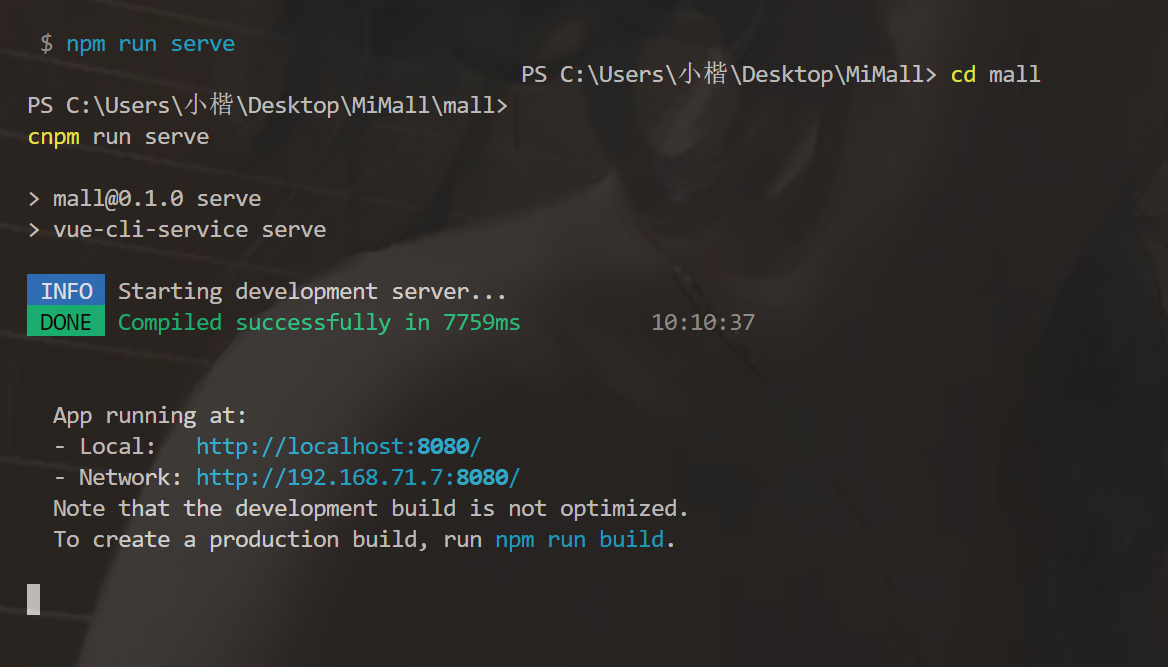 $ npm run serve
PS C:\Users\小楷\Desktop\MiMall> cd mall
PS C:\Users\小楷\Desktop\MiMall\mall>
cnpm run serve
> mall@0.1.0 serve
> vue-cli-service serve
INFO Starting development server...
DONE Compiled successfully in 7759ms 10:10:37
App running at:
- Local: http://localhost:8080/
- Network: http://192.168.71.7:8080/
Note that the development build is not optimized.
To create a production build, run npm run build.